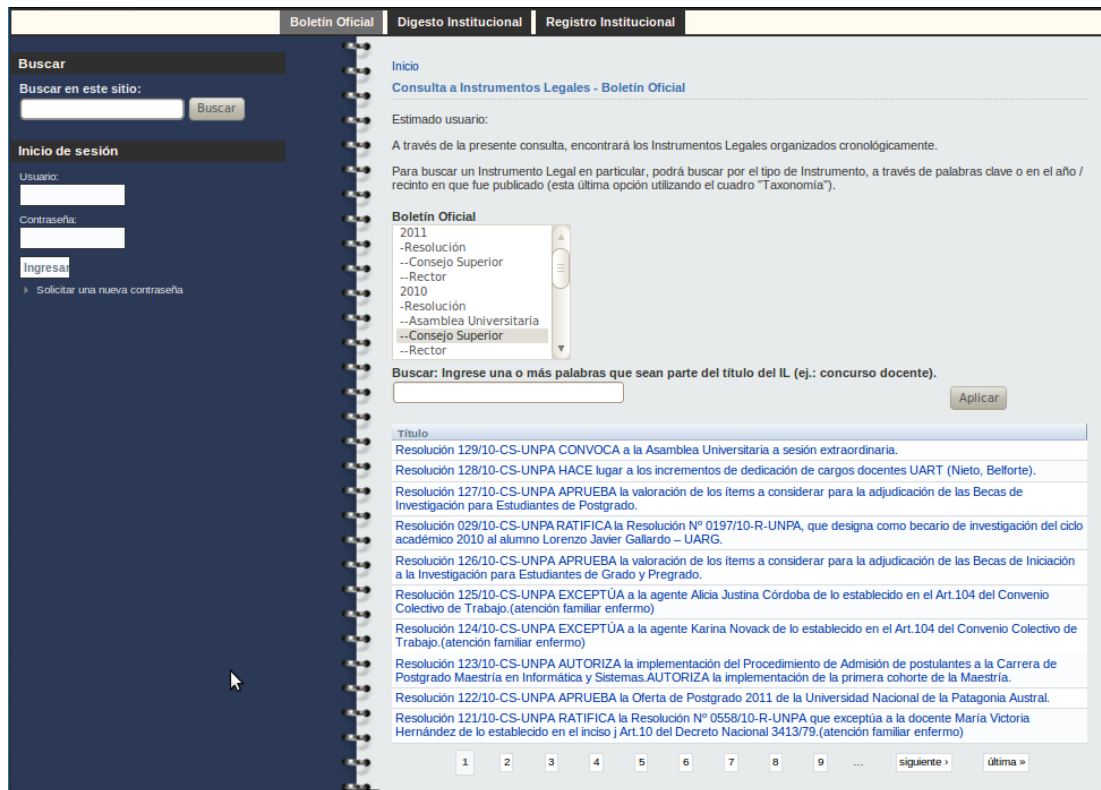 Boletín Oficial
Digesto Institucional
Registro Institucional
Buscar
Buscar en este sitio:
Buscar
Inicio de sesión
Usuario:
Contraseña:
Ingresar
Solicitar una nueva contraseña
Inicio
Consulta a Instrumentos Legales - Boletín Oficial
Estimado usuario:
A través de la presente consulta, encontrará los Instrumentos Legales organizados cronológicamente.
Para buscar un Instrumento Legal en particular, podrá buscar por el tipo de Instrumento, a través de palabras clave o en el año /
recinto en que fue publicado (esta última opción utilizando el cuadro "Taxonomía").
Boletín Oficial
2011
-Resolución
--Consejo Superior
--Rector
2010
-Resolución
--Asamblea Universitaria
--Consejo Superior
--Rector
Buscar: Ingrese una o más palabras que sean parte del título del IL (ej.: concurso docente).
Aplicar
Título
Resolución 129/10-CS-UNPA CONVOCA a la Asamblea Universitaria a sesión extraordinaria.
Resolución 128/10-CS-UNPA HACE lugar a los incrementos de dedicación de cargos docentes UART (Nieto, Belforte).
Resolución 127/10-CS-UNPA APRUEBA la valoración de los ítems a considerar para la adjudicación de las Becas de
Investigación para Estudiantes de Postgrado.
Resolución 029/10-CS-UNPA RATIFICA la Resolución Nº 0197/10-R-UNPA, que designa como becario de investigación del ciclo
académico 2010 al alumno Lorenzo Javier Gallardo – UARG.
Resolución 126/10-CS-UNPA APRUEBA la valoración de los ítems a considerar para la adjudicación de las Becas de Iniciación
a la Investigación para Estudiantes de Grado y Pregrado.
Resolución 125/10-CS-UNPA EXCEPTÚA a la agente Alicia Justina Córdoba de lo establecido en el Art.104 del Convenio
Colectivo de Trabajo.(atención familiar enfermo)
Resolución 124/10-CS-UNPA EXCEPTÚA a la agente Karina Novack de lo establecido en el Art.104 del Convenio Colectivo de
Trabajo.(atención familiar enfermo)
Resolución 123/10-CS-UNPA AUTORIZA la implementación del Procedimiento de Admisión de postulantes a la Carrera de
Postgrado Maestría en Informática y Sistemas.AUTORIZA la implementación de la primera cohorte de la Maestría.
Resolución 122/10-CS-UNPA APRUEBA la Oferta de Postgrado 2011 de la Universidad Nacional de la Patagonia Austral.
Resolución 121/10-CS-UNPA RATIFICA la Resolución Nº 0558/10-R-UNPA que exceptúa a la docente María Victoria
Hernández de lo establecido en el inciso j Art.10 del Decreto Nacional 3413/79.(atención familiar enfermo)
1 2 3 4 5 6 7 8 9 … siguiente › última »